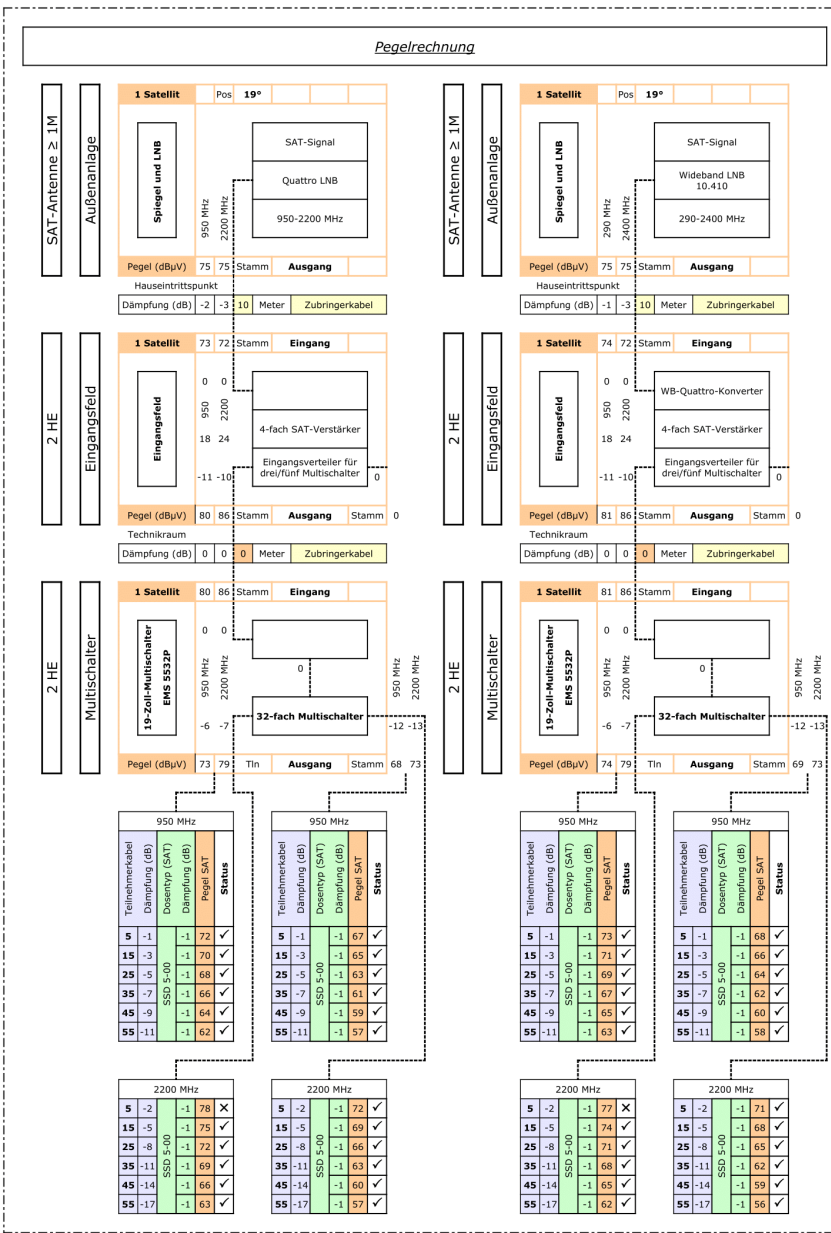 Pegelrechnung
SAT-Antenne ≥ 1M
Außenanlage
1 Satellit Pos 19°
Spiegel und LNB
950 MHz
2200 MHz
SAT-Signal
Quattro LNB
950-2200 MHz
Pegel (dBµV) 75 75 Stamm Ausgang
Hauseintrittspunkt
Dämpfung (dB) -2 -3 10 Meter Zubringerkabel
2 HE
Eingangsfeld
1 Satellit 73 72 Stamm Eingang
Eingangsfeld
0 0
950
2200
18 24
4-fach SAT-Verstärker
-11 -10
Eingangsverteiler für
drei/fünf Multischalter
0
Pegel (dBµV) 80 86 Stamm Ausgang Stamm 0
Technikraum
Dämpfung (dB) 0 0 0 Meter Zubringerkabel
2 HE
Multischalter
1 Satellit 80 86 Stamm Eingang
19-Zoll-Multischalter
EMS 5532P
0 0
950 MHz
2200 MHz
0
950 MHz
2200 MHz
-6 -7
32-fach Multischalter
-12 -13
Pegel (dBµV) 73 79 Tln Ausgang Stamm 68 73
950 MHz
Teilnehmerkabel
Dämpfung (dB)
Dosentyp (SAT)
Dämpfung (dB)
Pegel SAT
Status
SSD 5-00
5 -1 -1 72 ✓
15 -3 -1 70 ✓
25 -5 -1 68 ✓
35 -7 -1 66 ✓
45 -9 -1 64 ✓
55 -11 -1 62 ✓
950 MHz
Teilnehmerkabel
Dämpfung (dB)
Dosentyp (SAT)
Dämpfung (dB)
Pegel SAT
Status
SSD 5-00
5 -1 -1 67 ✓
15 -3 -1 65 ✓
25 -5 -1 63 ✓
35 -7 -1 61 ✓
45 -9 -1 59 ✓
55 -11 -1 57 ✓
2200 MHz
SSD 5-00
5 -2 -1 78 ✕
15 -5 -1 75 ✓
25 -8 -1 72 ✓
35 -11 -1 69 ✓
45 -14 -1 66 ✓
55 -17 -1 63 ✓
2200 MHz
SSD 5-00
5 -2 -1 72 ✓
15 -5 -1 69 ✓
25 -8 -1 66 ✓
35 -11 -1 63 ✓
45 -14 -1 60 ✓
55 -17 -1 57 ✓
SAT-Antenne ≥ 1M
Außenanlage
1 Satellit Pos 19°
Spiegel und LNB
290 MHz
2400 MHz
SAT-Signal
Wideband LNB
10.410
290-2400 MHz
Pegel (dBµV) 75 75 Stamm Ausgang
Hauseintrittspunkt
Dämpfung (dB) -1 -3 10 Meter Zubringerkabel
2 HE
Eingangsfeld
1 Satellit 74 72 Stamm Eingang
Eingangsfeld
0 0
WB-Quattro-Konverter
950
2200
18 24
4-fach SAT-Verstärker
-11 -10
Eingangsverteiler für
drei/fünf Multischalter
0
Pegel (dBµV) 81 86 Stamm Ausgang Stamm 0
Technikraum
Dämpfung (dB) 0 0 0 Meter Zubringerkabel
2 HE
Multischalter
1 Satellit 81 86 Stamm Eingang
19-Zoll-Multischalter
EMS 5532P
0 0
950 MHz
2200 MHz
0
950 MHz
2200 MHz
-6 -7
32-fach Multischalter
-12 -13
Pegel (dBµV) 74 79 Tln Ausgang Stamm 69 73
950 MHz
Teilnehmerkabel
Dämpfung (dB)
Dosentyp (SAT)
Dämpfung (dB)
Pegel SAT
Status
SSD 5-00
5 -1 -1 73 ✓
15 -3 -1 71 ✓
25 -5 -1 69 ✓
35 -7 -1 67 ✓
45 -9 -1 65 ✓
55 -11 -1 63 ✓
950 MHz
Teilnehmerkabel
Dämpfung (dB)
Dosentyp (SAT)
Dämpfung (dB)
Pegel SAT
Status
SSD 5-00
5 -1 -1 68 ✓
15 -3 -1 66 ✓
25 -5 -1 64 ✓
35 -7 -1 62 ✓
45 -9 -1 60 ✓
55 -11 -1 58 ✓
2200 MHz
SSD 5-00
5 -2 -1 77 ✕
15 -5 -1 74 ✓
25 -8 -1 71 ✓
35 -11 -1 68 ✓
45 -14 -1 65 ✓
55 -17 -1 62 ✓
2200 MHz
SSD 5-00
5 -2 -1 71 ✓
15 -5 -1 68 ✓
25 -8 -1 65 ✓
35 -11 -1 62 ✓
45 -14 -1 59 ✓
55 -17 -1 56 ✓